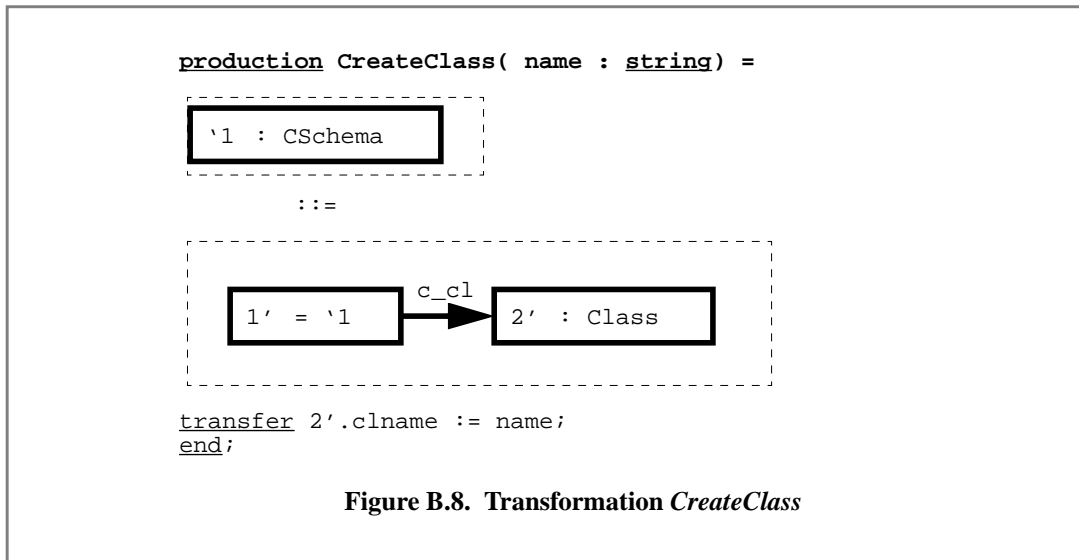 production CreateClass( name : string) =
‘1 : CSchema
::=
c_cl
1’ = ‘1
2’ : Class
transfer 2’.clname := name;
end;
Figure B.8. Transformation CreateClass